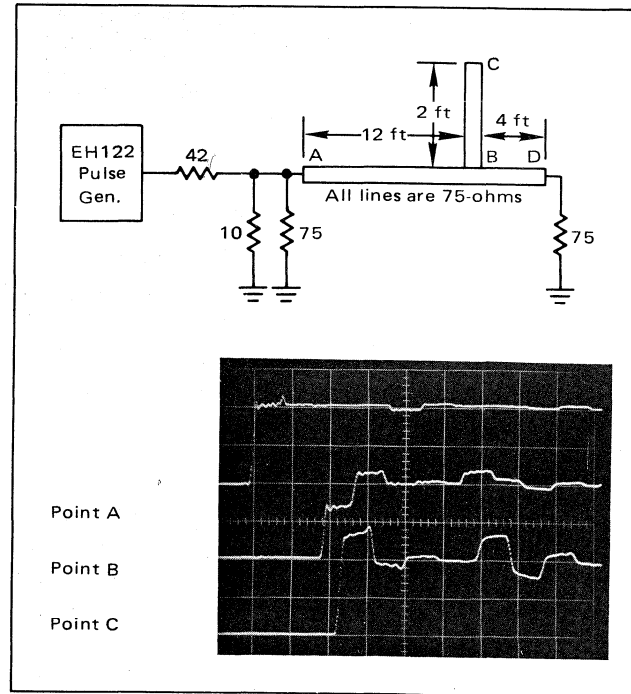 C
2 ft
12 ft
4 ft
EH122
Pulse
Gen.
42
A
B
D
All lines are 75-ohms
10
75
75
Point A
Point B
Point C